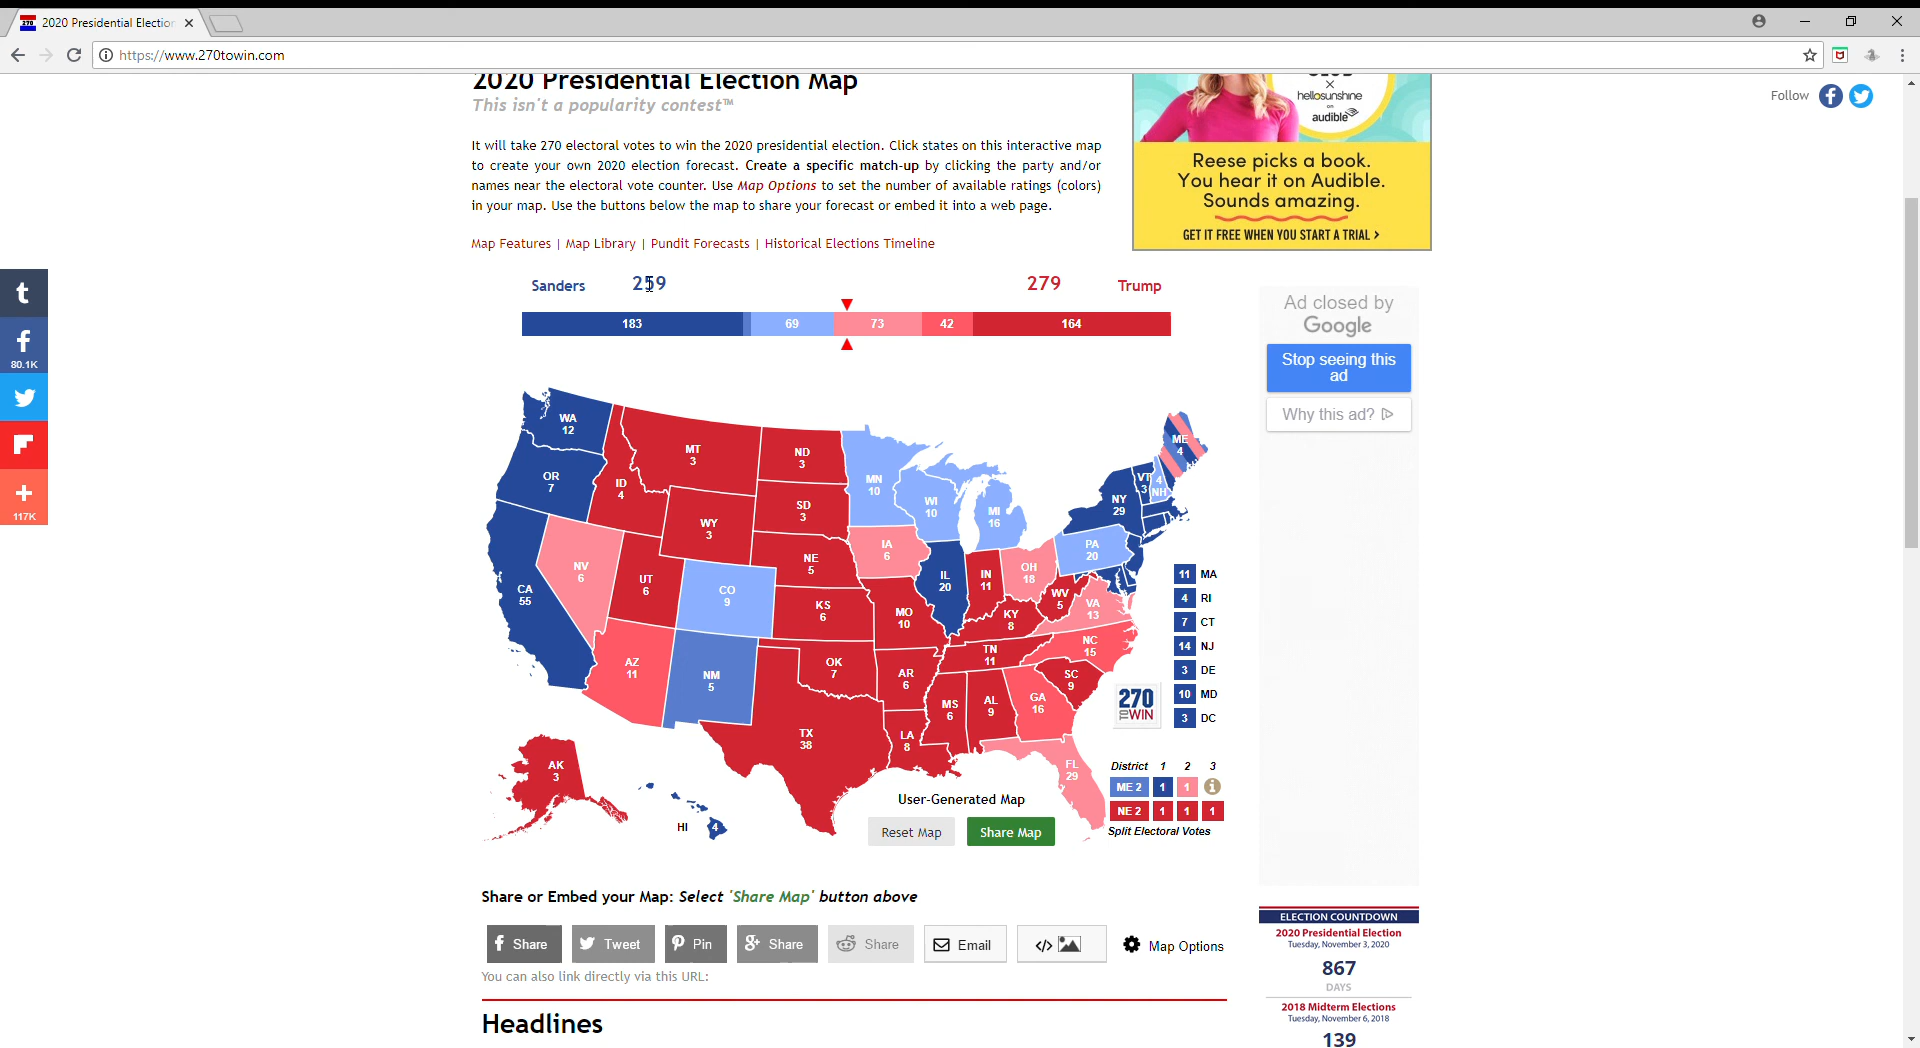 2020 Presidential Election
https://www.270towin.com
2020 Presidential Election Map
This isn't a popularity contest™
It will take 270 electoral votes to win the 2020 presidential election. Click states on this interactive map
to create your own 2020 election forecast. Create a specific match-up by clicking the party and/or
names near the electoral vote counter. Use Map Options to set the number of available ratings (colors)
in your map. Use the buttons below the map to share your forecast or embed it into a web page.
Map Features | Map Library | Pundit Forecasts | Historical Elections Timeline
×
hellosunshine
on
audible
Reese picks a book.
You hear it on Audible.
Sounds amazing.
GET IT FREE WHEN YOU START A TRIAL >
Follow
80.1K
117K
Sanders 259 279 Trump
183 69 73 42 164
Ad closed by
Google
Stop seeing this
ad
Why this ad?
WA
12
OR
7
CA
55
NV
6
ID
4
MT
3
WY
3
UT
6
AZ
11
CO
9
NM
5
ND
3
SD
3
NE
5
KS
6
OK
7
TX
38
MN
10
IA
6
MO
10
AR
6
LA
8
WI
10
IL
20
MI
16
IN
11
OH
18
KY
8
TN
11
MS
6
AL
9
GA
16
FL
29
SC
9
NC
15
VA
13
WV
5
PA
20
NY
29
VT
3
4
NH
ME
4
AK
3
HI
4
11 MA
4 RI
7 CT
14 NJ
3 DE
10 MD
3 DC
270
TO WIN
District 1 2 3
ME 2 1 1
NE 2 1 1 1
Split Electoral Votes
User-Generated Map
Reset Map
Share Map
Share or Embed your Map: Select 'Share Map' button above
Share
Tweet
Pin
Share
Share
Email
</>
Map Options
You can also link directly via this URL:
Headlines
ELECTION COUNTDOWN
2020 Presidential Election
Tuesday, November 3, 2020
867
DAYS
2018 Midterm Elections
Tuesday, November 6, 2018
139